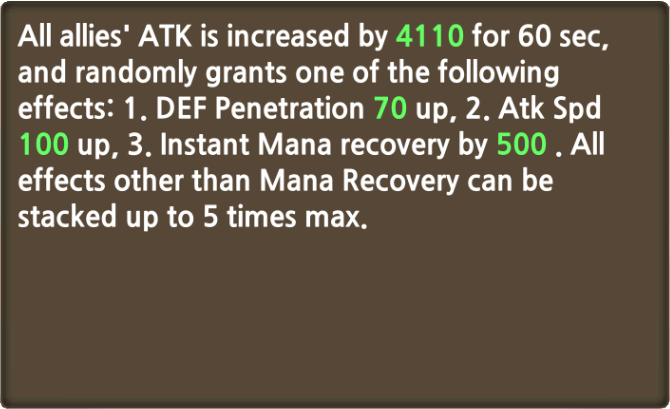 All allies' ATK is increased by 4110 for 60 sec,
and randomly grants one of the following
effects: 1. DEF Penetration 70 up, 2. Atk Spd
100 up, 3. Instant Mana recovery by 500 . All
effects other than Mana Recovery can be
stacked up to 5 times max.